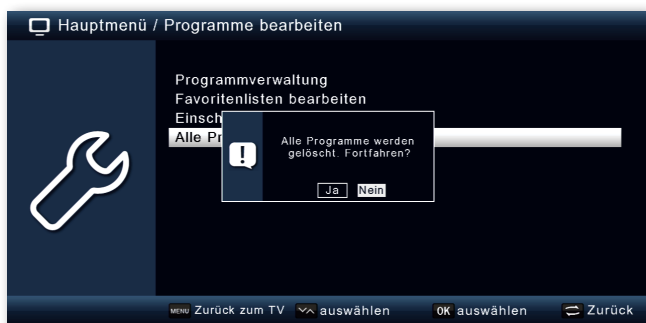 Hauptmenü / Programme bearbeiten
Programmverwaltung
Favoritenlisten bearbeiten
Einsch
Alle Pr
!
Alle Programme werden
gelöscht. Fortfahren?
Ja Nein
MENU Zurück zum TV auswählen OK auswählen Zurück